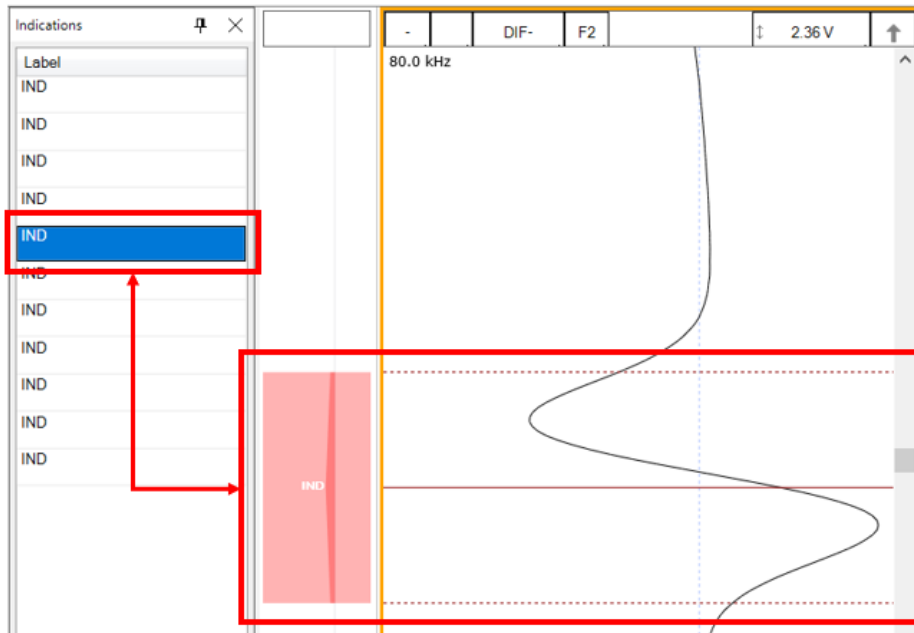 Indications
Label
IND
IND
IND
IND
IND
IND
IND
IND
IND
IND
IND
IND
- DIF- F2 2.36 V
80.0 kHz